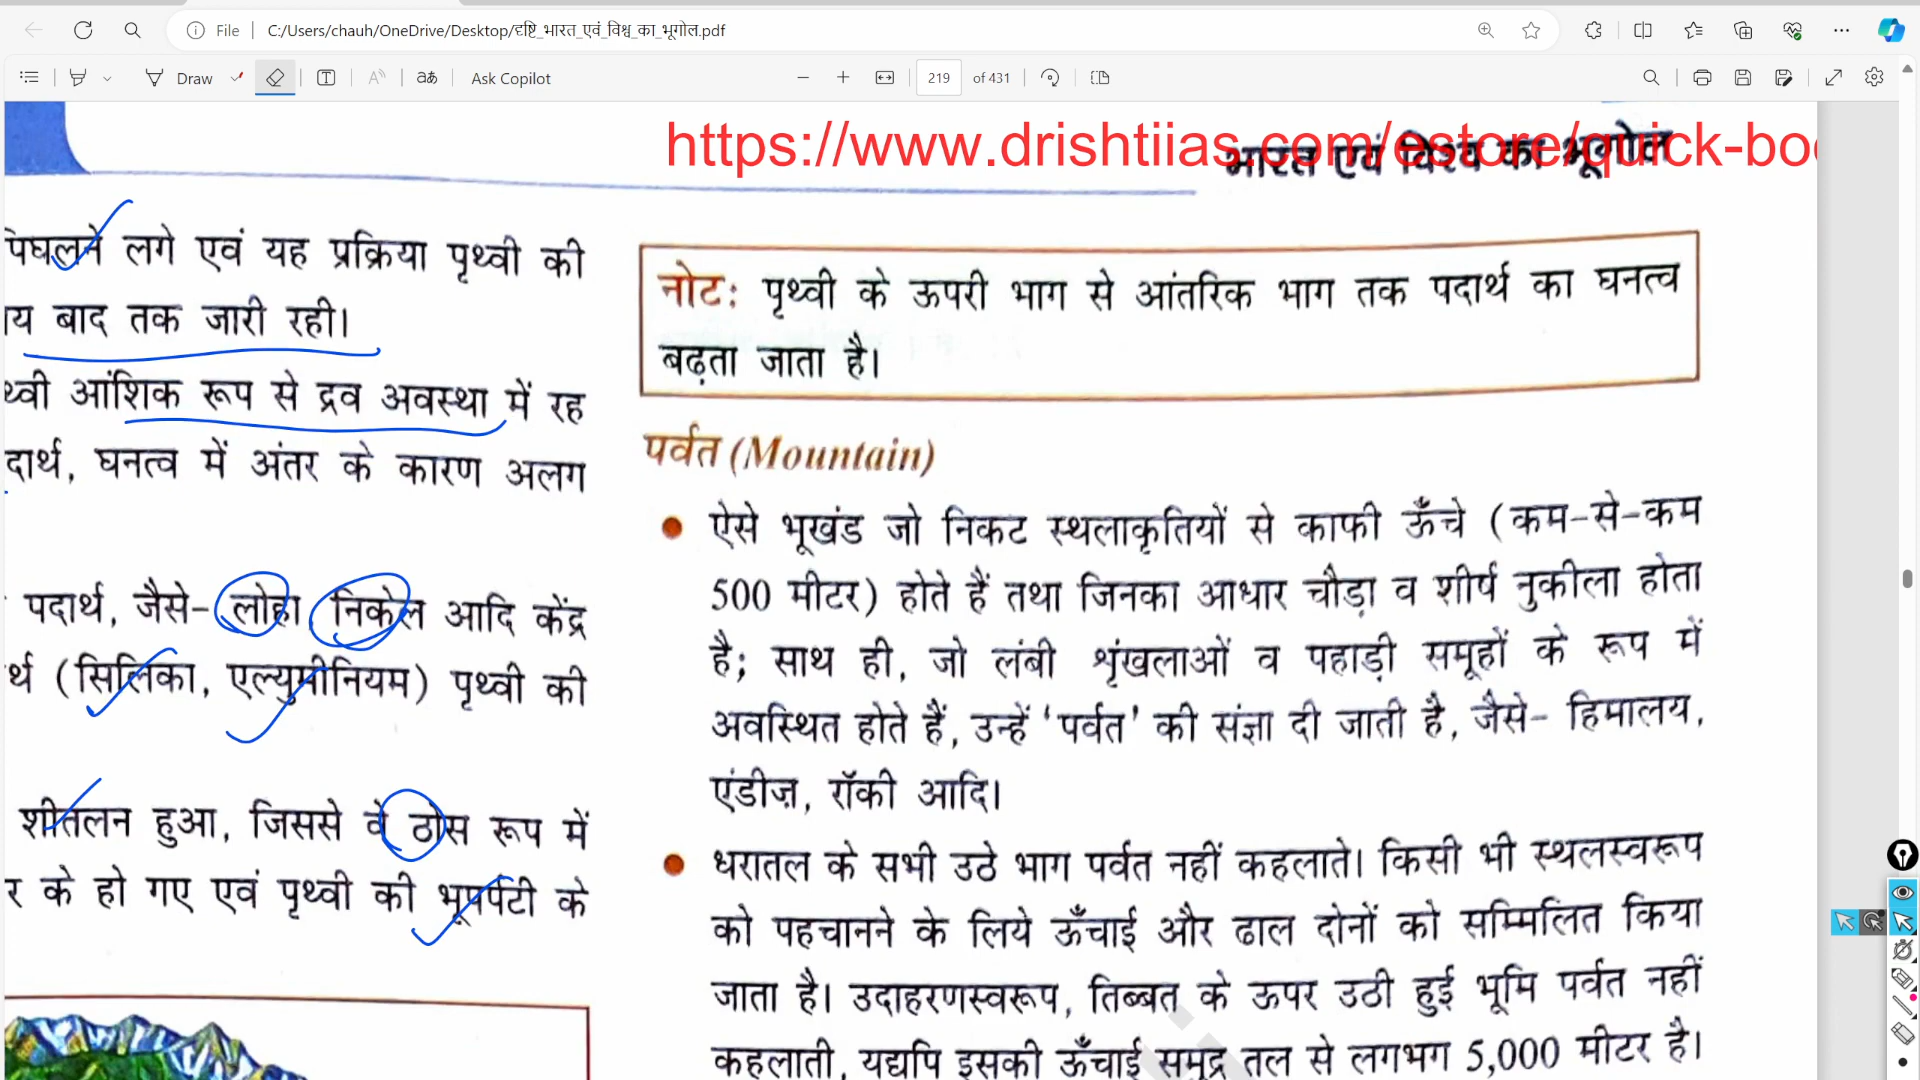 File
C:/Users/chauh/OneDrive/Desktop/दृष्टि_भारत_एवं_विश्व_का_भूगोल.pdf
Draw
Ask Copilot
219 of 431
https://www.drishtiias.com/estore/quick-bo
भारत एवं विश्व का भूगोल
पिघलने लगे एवं यह प्रक्रिया पृथ्वी की
बाद तक जारी रही।
आंशिक रूप से द्रव अवस्था में रह
घनत्व में अंतर के कारण अलग
पदार्थ, जैसे- लोहा निकेल आदि केंद्र
(सिलिका, एल्युमीनियम) पृथ्वी की
शीतलन हुआ, जिससे वे ठोस रूप में
के हो गए एवं पृथ्वी की भूपर्पटी के
नोट: पृथ्वी के ऊपरी भाग से आंतरिक भाग तक पदार्थ का घनत्व
बढ़ता जाता है।
पर्वत (Mountain)
● ऐसे भूखंड जो निकट स्थलाकृतियों से काफी ऊँचे (कम-से-कम
500 मीटर) होते हैं तथा जिनका आधार चौड़ा व शीर्ष नुकीला होता
है; साथ ही, जो लंबी शृंखलाओं व पहाड़ी समूहों के रूप में
अवस्थित होते हैं, उन्हें 'पर्वत' की संज्ञा दी जाती है, जैसे- हिमालय,
एंडीज़, रॉकी आदि।
● धरातल के सभी उठे भाग पर्वत नहीं कहलाते। किसी भी स्थलस्वरूप
को पहचानने के लिये ऊँचाई और ढाल दोनों को सम्मिलित किया
जाता है। उदाहरणस्वरूप, तिब्बत के ऊपर उठी हुई भूमि पर्वत नहीं
कहलाती, यद्यपि इसकी ऊँचाई समुद्र तल से लगभग 5,000 मीटर है।